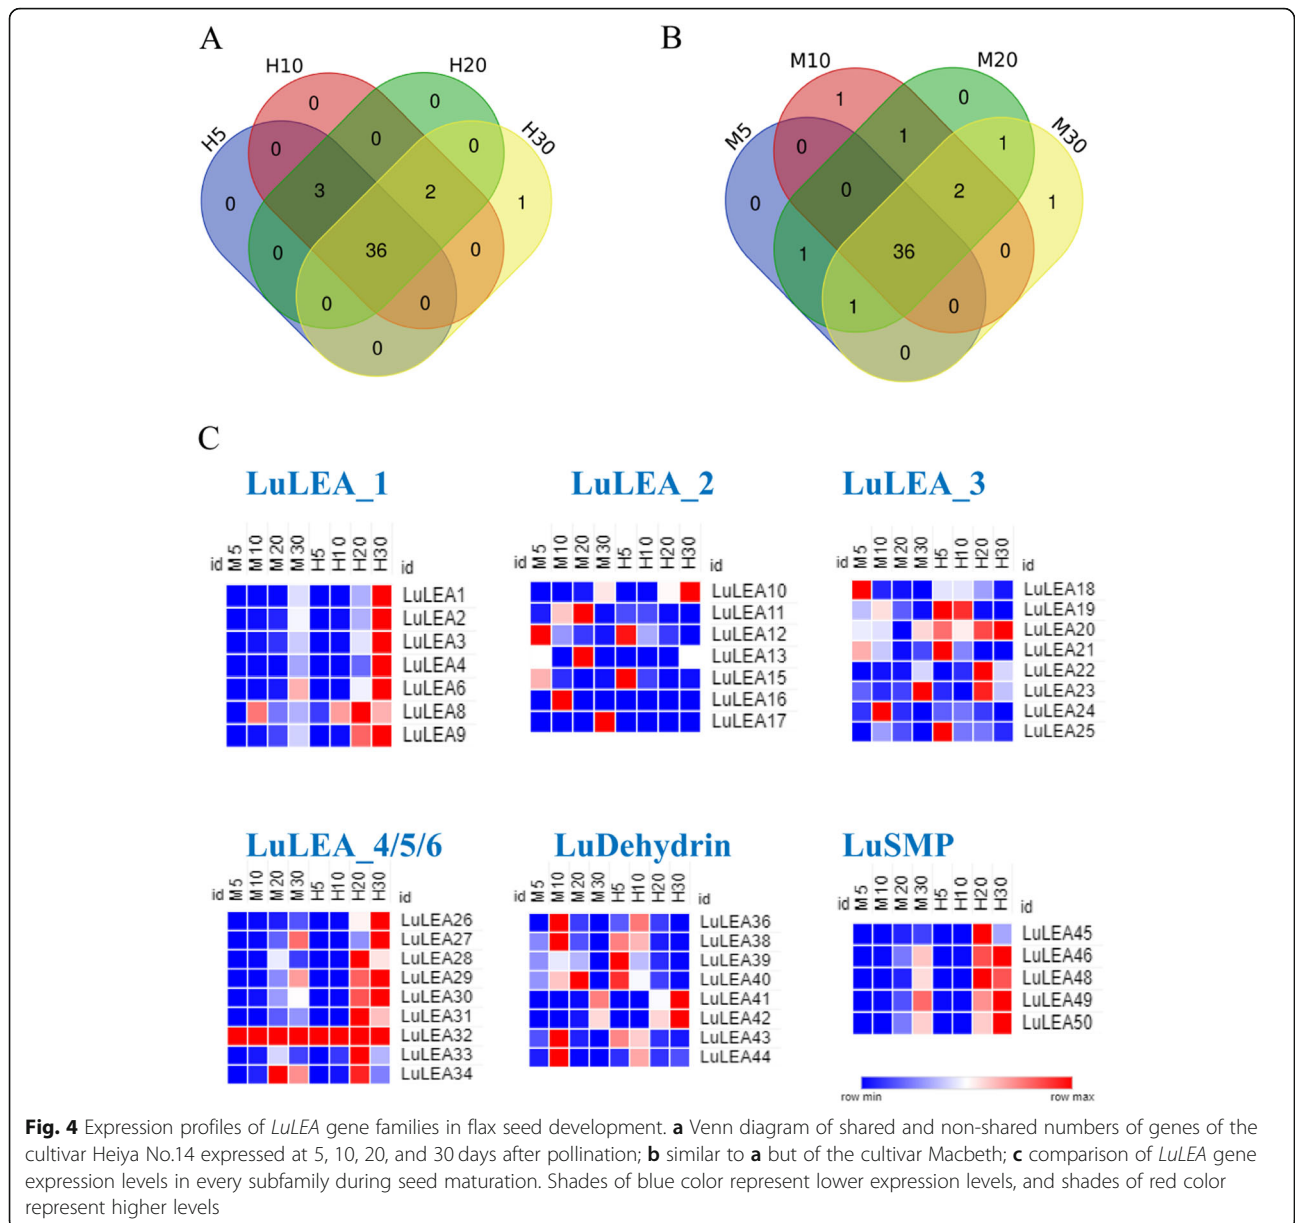 A
B
H10
H20
H5
H30
0
0
0
0
0
3
2
0
1
0
36
0
0
0
0
M10
M20
M5
M30
1
0
0
1
1
0
0
2
1
1
36
0
1
0
0
C
LuLEA_1
LuLEA_2
LuLEA_3
id M5 M10 M20 M30 H5 H10 H20 H30 id
LuLEA1
LuLEA2
LuLEA3
LuLEA4
LuLEA6
LuLEA8
LuLEA9
id M5 M10 M20 M30 H5 H10 H20 H30 id
LuLEA10
LuLEA11
LuLEA12
LuLEA13
LuLEA15
LuLEA16
LuLEA17
id M5 M10 M20 M30 H5 H10 H20 H30 id
LuLEA18
LuLEA19
LuLEA20
LuLEA21
LuLEA22
LuLEA23
LuLEA24
LuLEA25
LuLEA_4/5/6
LuDehydrin
LuSMP
id M5 M10 M20 M30 H5 H10 H20 H30 id
LuLEA26
LuLEA27
LuLEA28
LuLEA29
LuLEA30
LuLEA31
LuLEA32
LuLEA33
LuLEA34
id M5 M10 M20 M30 H5 H10 H20 H30 id
LuLEA36
LuLEA38
LuLEA39
LuLEA40
LuLEA41
LuLEA42
LuLEA43
LuLEA44
id M5 M10 M20 M30 H5 H10 H20 H30 id
LuLEA45
LuLEA46
LuLEA48
LuLEA49
LuLEA50
row min row max
Fig. 4 Expression profiles of LuLEA gene families in flax seed development. a Venn diagram of shared and non-shared numbers of genes of the
cultivar Heiya No.14 expressed at 5, 10, 20, and 30 days after pollination; b similar to a but of the cultivar Macbeth; c comparison of LuLEA gene
expression levels in every subfamily during seed maturation. Shades of blue color represent lower expression levels, and shades of red color
represent higher levels